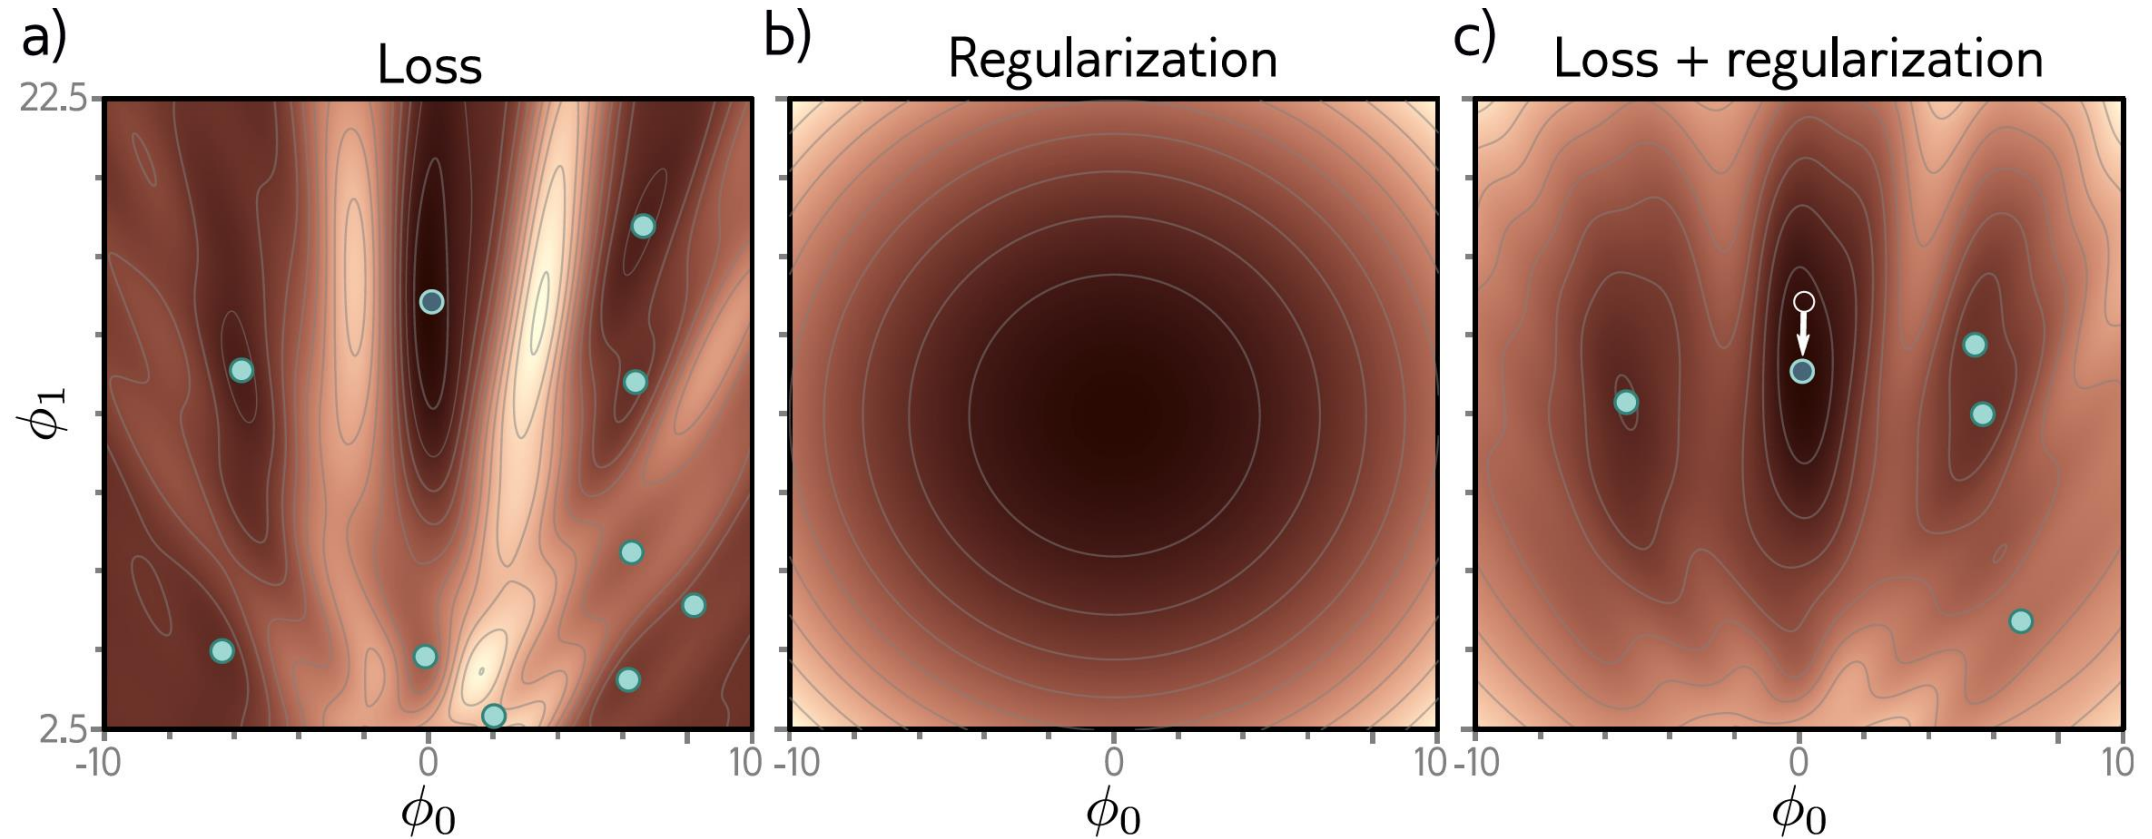 a)
Loss
b)
Regularization
c)
Loss + regularization
22.5
ϕ1
2.5
-10
0
10
-10
0
10
-10
0
10
ϕ0
ϕ0
ϕ0